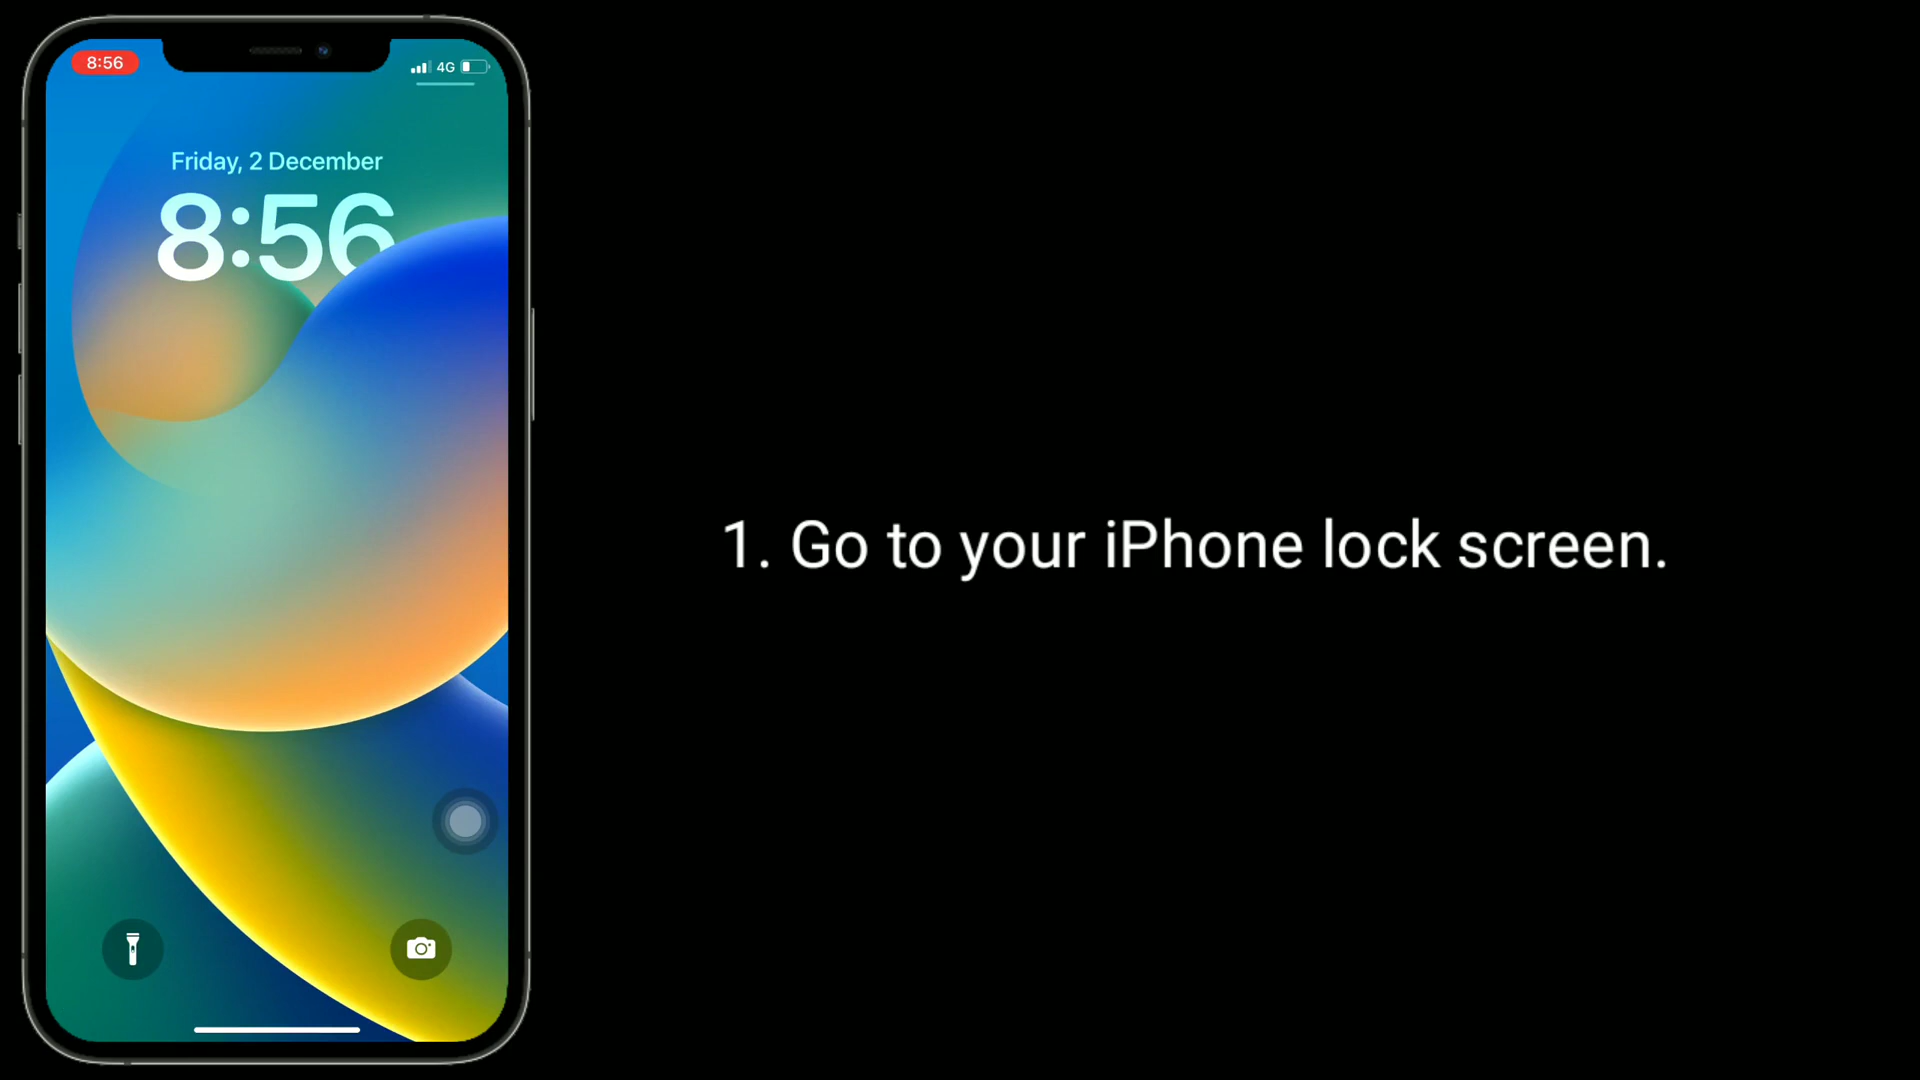 8:56
4G
Friday, 2 December
8:56
1. Go to your iPhone lock screen.